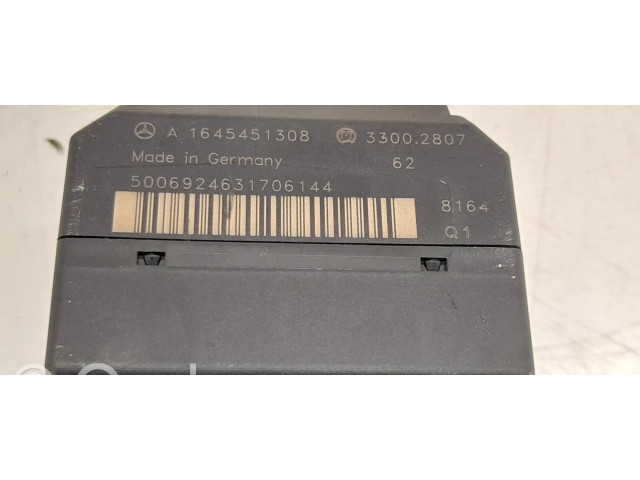 A 1645451308 3300.2807
Made in Germany 62
5006924631706144
8164
Q1